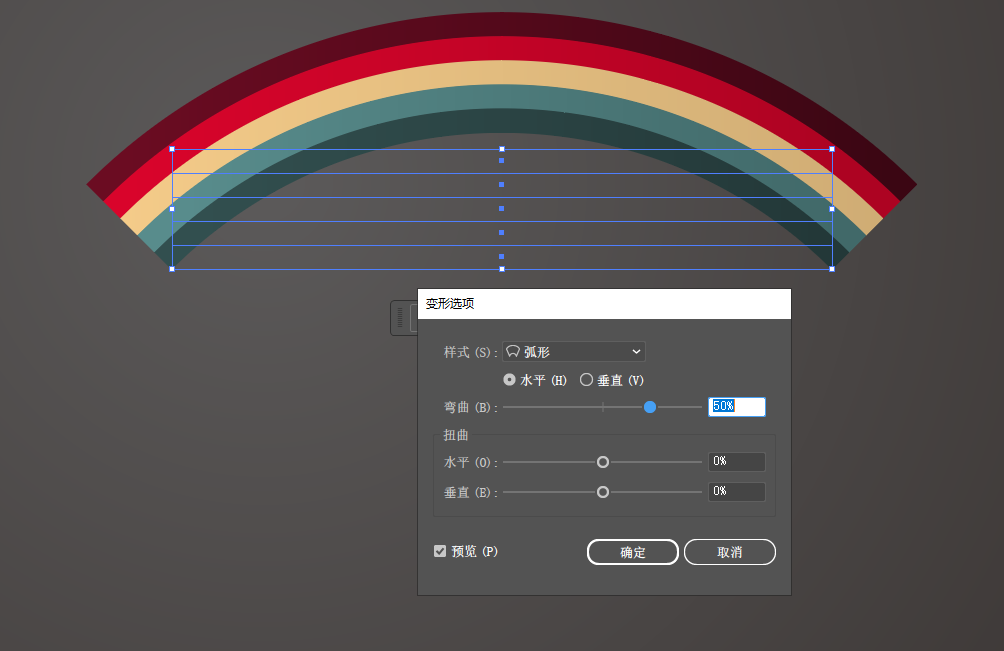 变形选项
样式 (S): 弧形
水平 (H) 垂直 (V)
弯曲 (B): 50%
扭曲
水平 (O): 0%
垂直 (E): 0%
预览 (P) 确定 取消